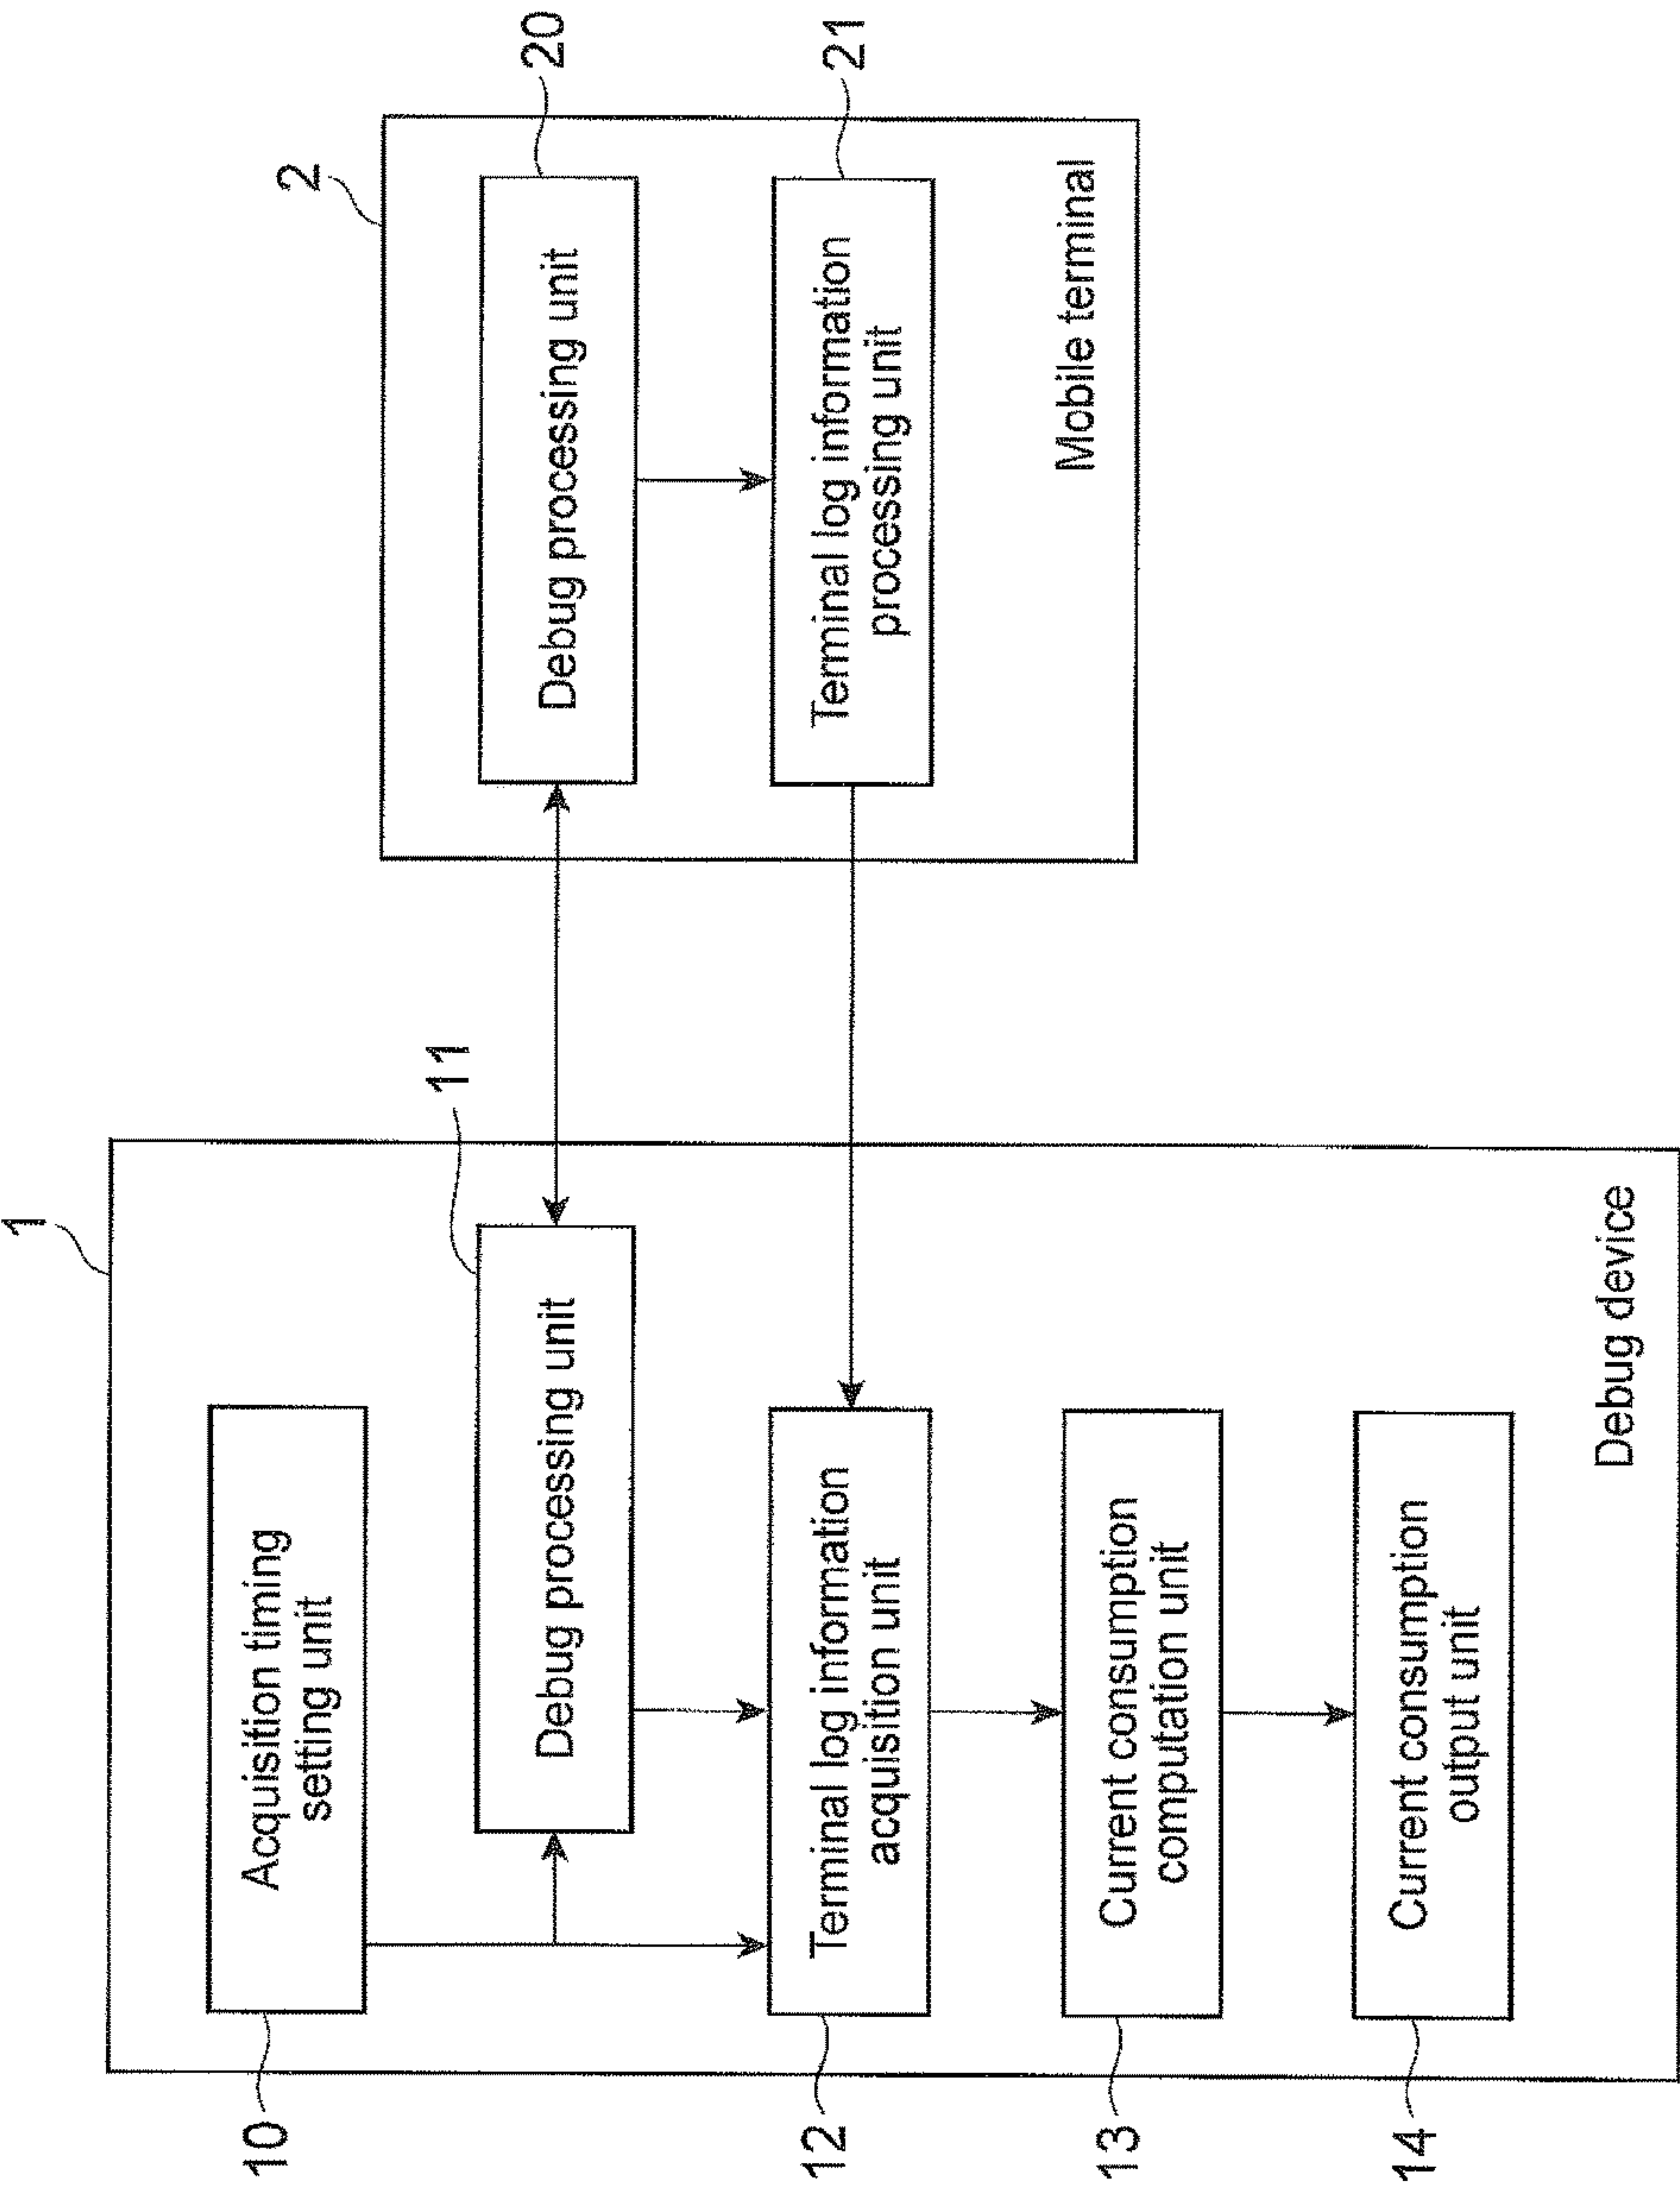 1
10
Acquisition timing
setting unit
11
Debug processing unit
12
Terminal log information
acquisition unit
13
Current consumption
computation unit
14
Current consumption
output unit
Debug device
2
Debug processing unit
20
Terminal log information
processing unit
21
Mobile terminal